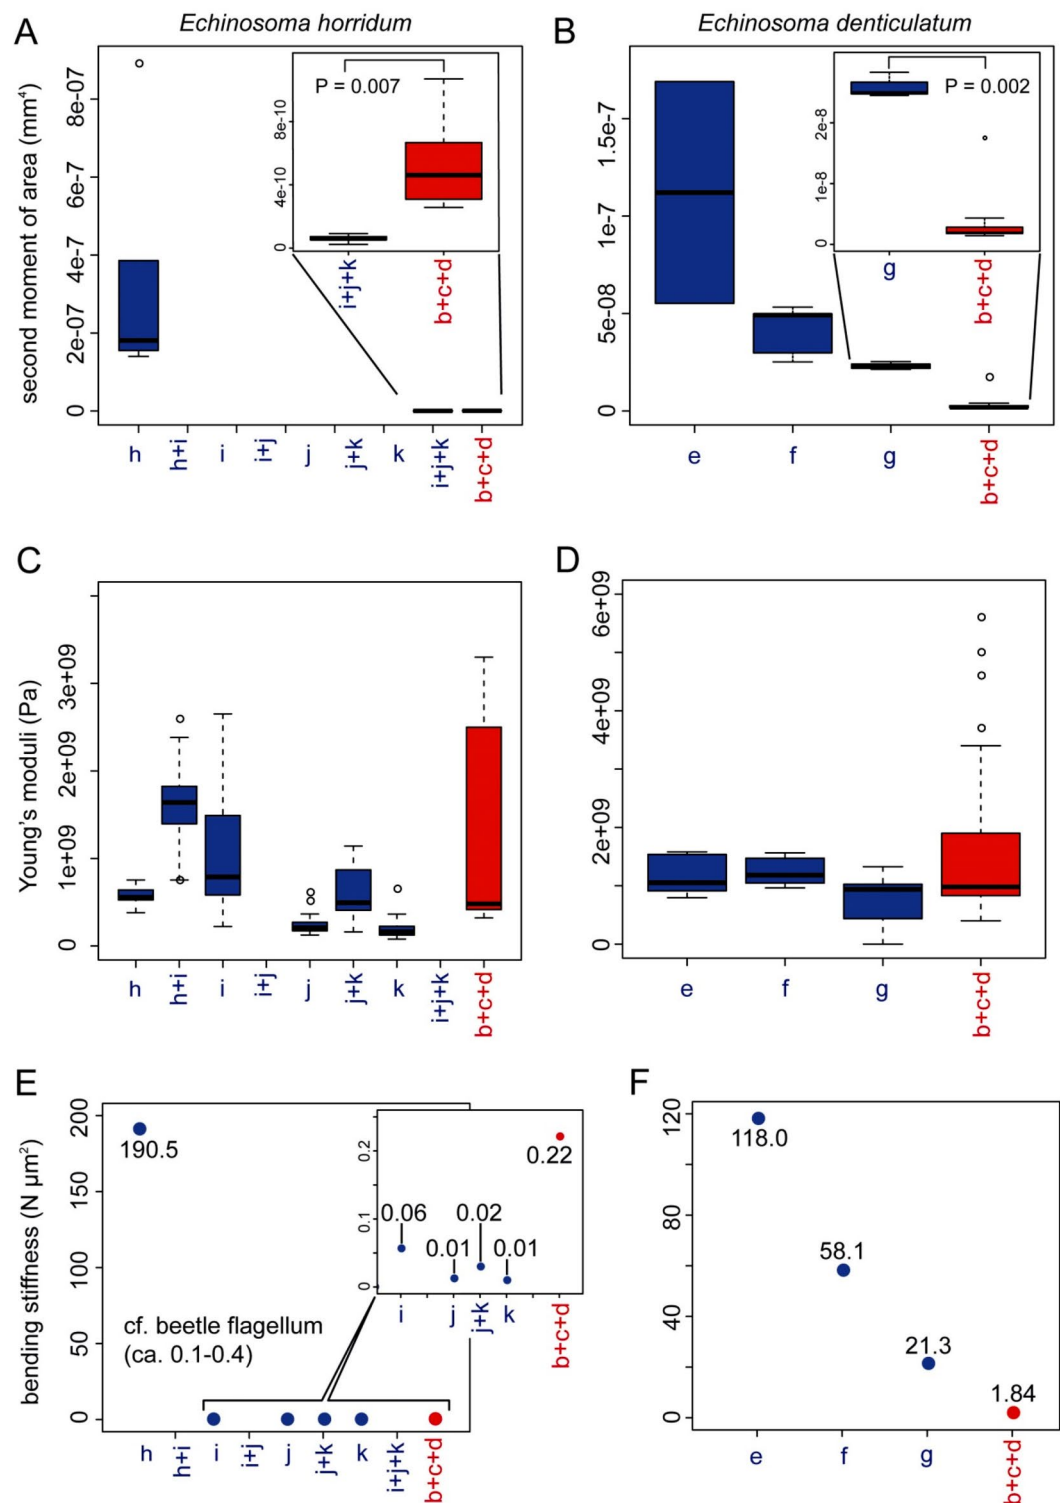 A
Echinosoma horridum
B
Echinosoma denticulatum
second moment of area (mm⁴)
0
2e-07
4e-7
6e-7
8e-07
P = 0.007
0
4e-10
8e-10
i+j+k
b+c+d
h
h+i
i
i+j
j
j+k
k
i+j+k
b+c+d
0
5e-08
1e-7
1.5e-7
P = 0.002
0
1e-8
2e-8
g
b+c+d
e
f
g
b+c+d
C
D
Young's moduli (Pa)
0
1e+09
2e+09
3e+09
h
h+i
i
i+j
j
j+k
k
i+j+k
b+c+d
0
2e+09
4e+09
6e+09
e
f
g
b+c+d
E
F
bending stiffness (N µm²)
0
50
100
150
200
190.5
cf. beetle flagellum
(ca. 0.1-0.4)
0
0.1
0.2
0.22
0.06
0.02
0.01
0.01
i
j
j+k
k
b+c+d
h
h+i
i
i+j
j
j+k
k
i+j+k
b+c+d
0
40
80
120
118.0
58.1
21.3
1.84
e
f
g
b+c+d